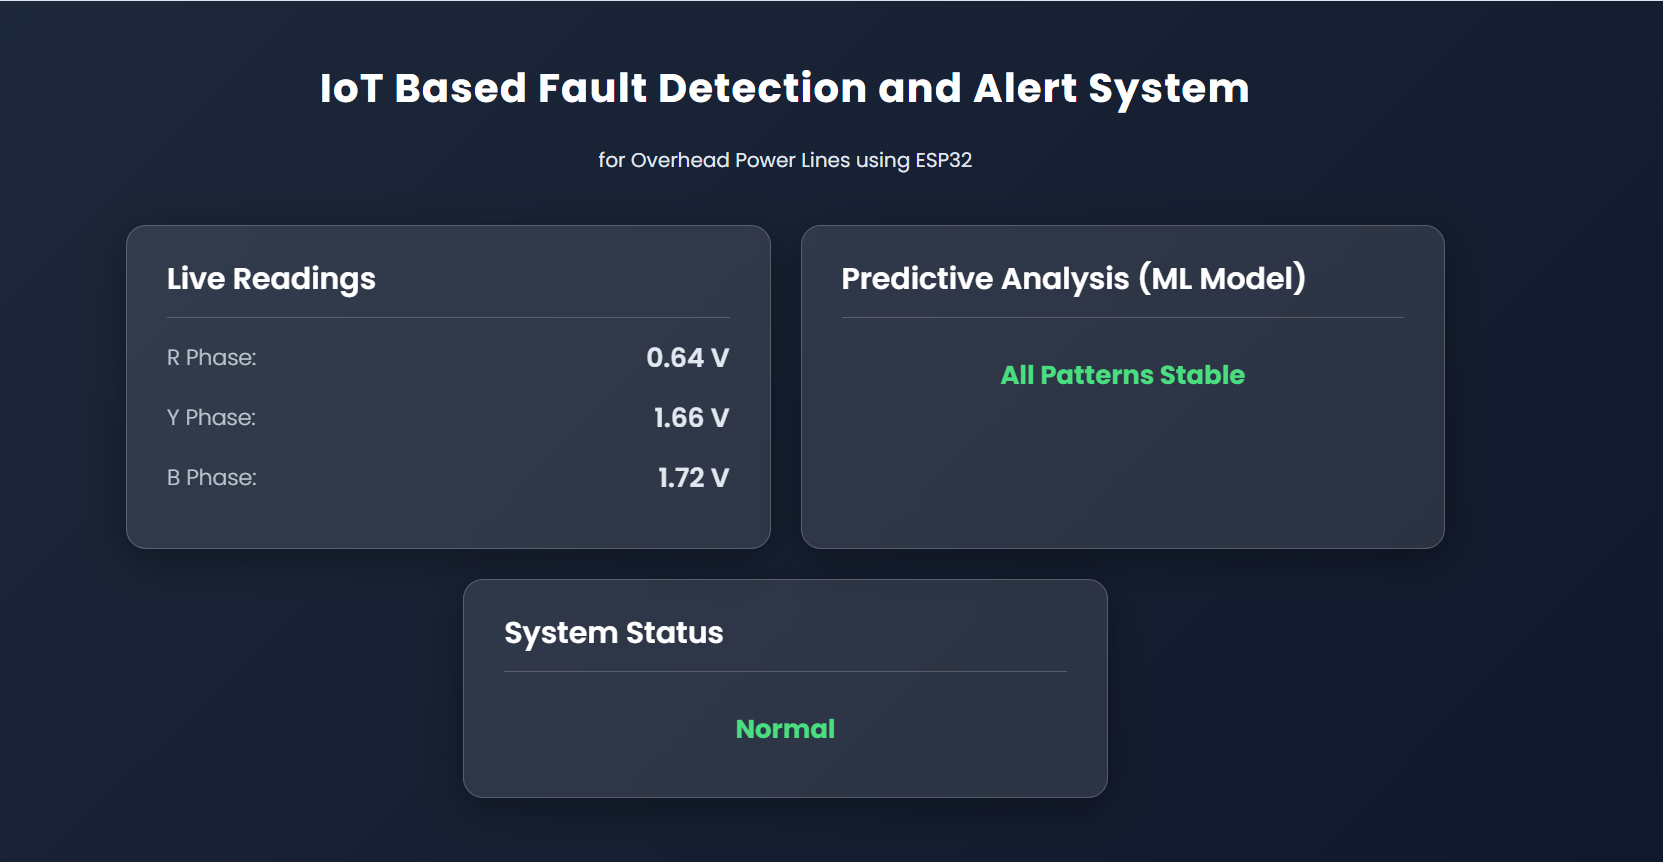 IoT Based Fault Detection and Alert System
for Overhead Power Lines using ESP32
Live Readings
R Phase: 0.64 V
Y Phase: 1.66 V
B Phase: 1.72 V
Predictive Analysis (ML Model)
All Patterns Stable
System Status
Normal